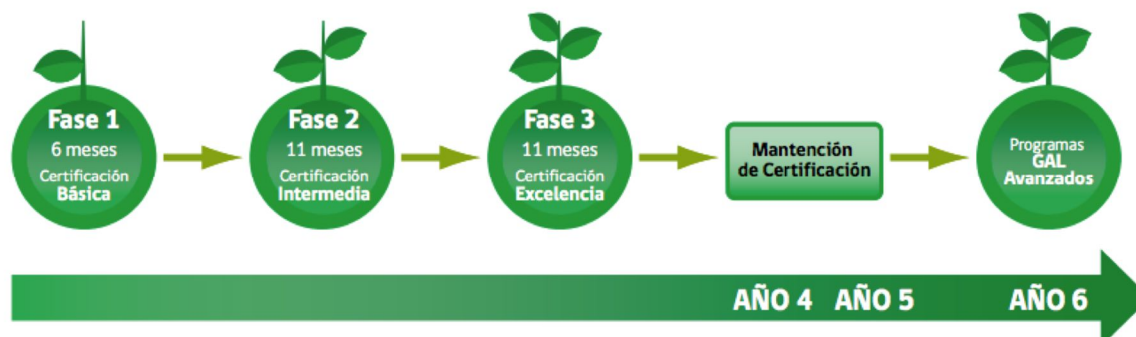 Fase 1
6 meses
Certificación
Básica
Fase 2
11 meses
Certificación
Intermedia
Fase 3
11 meses
Certificación
Excelencia
Mantención
de Certificación
Programas
GAL
Avanzados
AÑO 4 AÑO 5 AÑO 6